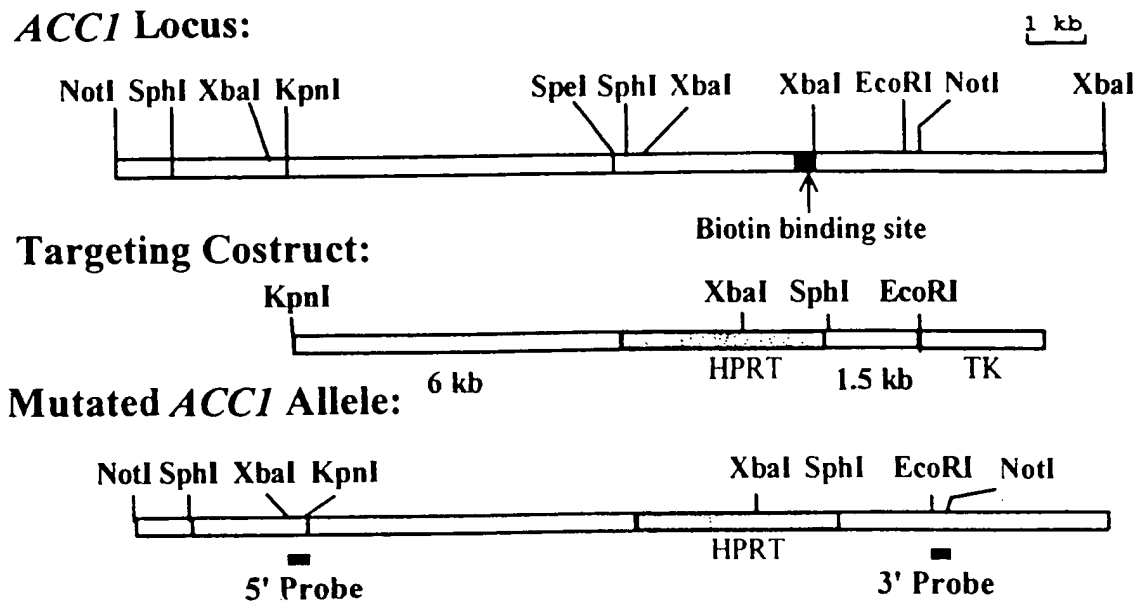 ACC1 Locus:
1 kb
NotI SphI XbaI KpnI SpeI SphI XbaI XbaI EcoRI NotI XbaI
Biotin binding site
Targeting Costruct:
KpnI XbaI SphI EcoRI
6 kb HPRT 1.5 kb TK
Mutated ACC1 Allele:
NotI SphI XbaI KpnI XbaI SphI EcoRI NotI
HPRT
5' Probe 3' Probe